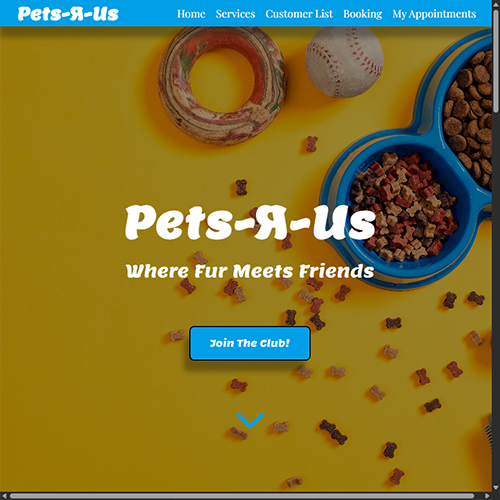 Pets-Я-Us
Home Services Customer List Booking My Appointments
Pets-Я-Us
Where Fur Meets Friends
Join The Club!